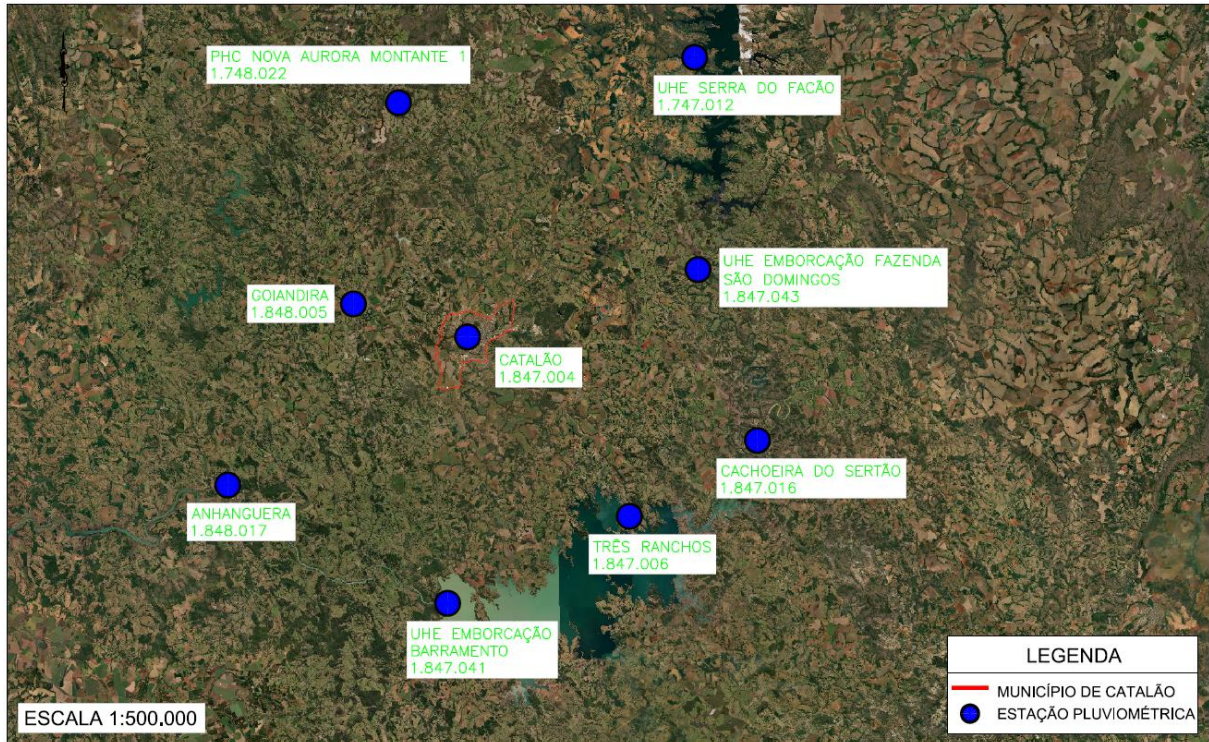 PHC NOVA AURORA MONTANTE 1
1.748.022
UHE SERRA DO FACÃO
1.747.012
UHE EMBORCAÇÃO FAZENDA
SÃO DOMINGOS
1.847.043
GOIANDIRA
1.848.005
CATALÃO
1.847.004
CACHOEIRA DO SERTÃO
1.847.016
ANHANGUERA
1.848.017
TRÊS RANCHOS
1.847.006
UHE EMBORCAÇÃO
BARRAMENTO
1.847.041
LEGENDA
MUNICÍPIO DE CATALÃO
ESTAÇÃO PLUVIOMÉTRICA
ESCALA 1:500.000